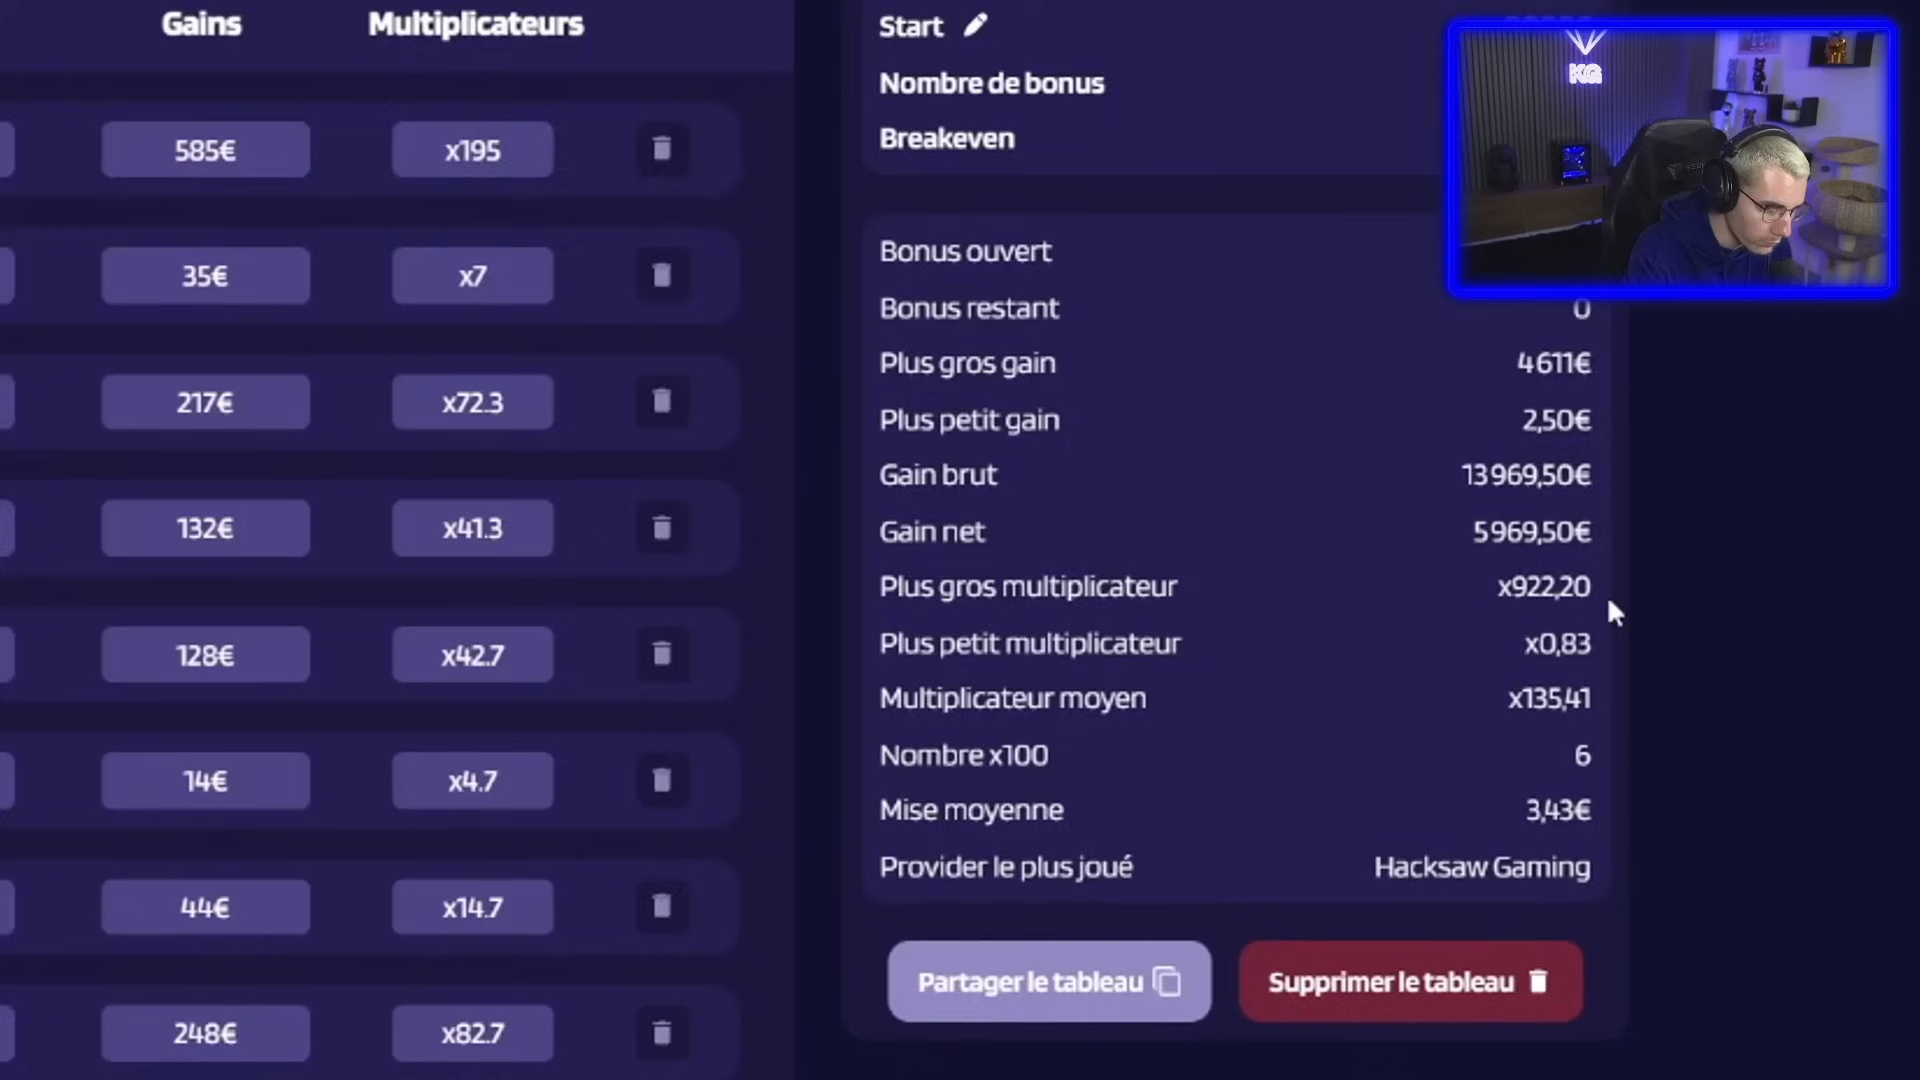 Gains Multiplicateurs
585€ x195
35€ x7
217€ x72.3
132€ x41.3
128€ x42.7
14€ x4.7
44€ x14.7
248€ x82.7
Start
Nombre de bonus
Breakeven
Bonus ouvert
Bonus restant 0
Plus gros gain 4 611€
Plus petit gain 2,50€
Gain brut 13 969,50€
Gain net 5 969,50€
Plus gros multiplicateur x922,20
Plus petit multiplicateur x0,83
Multiplicateur moyen x135,41
Nombre x100 6
Mise moyenne 3,43€
Provider le plus joué Hacksaw Gaming
Partager le tableau Supprimer le tableau
KG